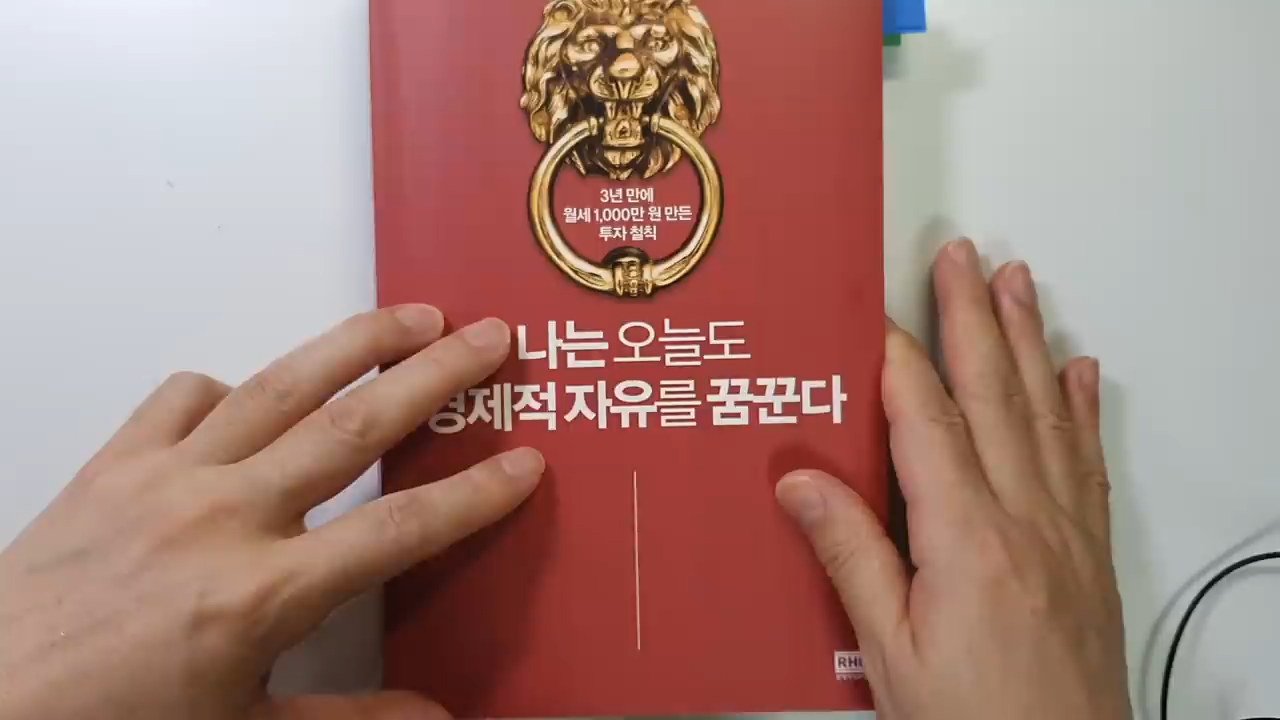 3년 만에
월세 1,000만 원 만든
투자 철칙
나는 오늘도
경제적 자유를 꿈꾼다